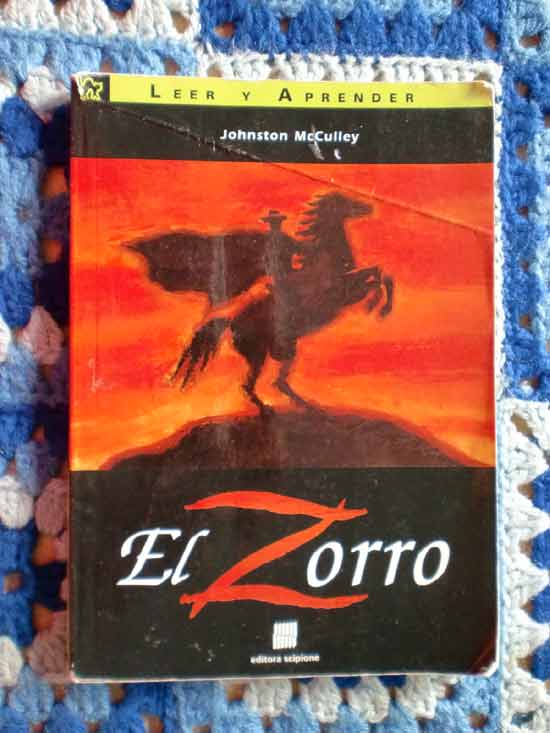 LEER Y APRENDER
Johnston McCulley
El Zorro
editora scipione